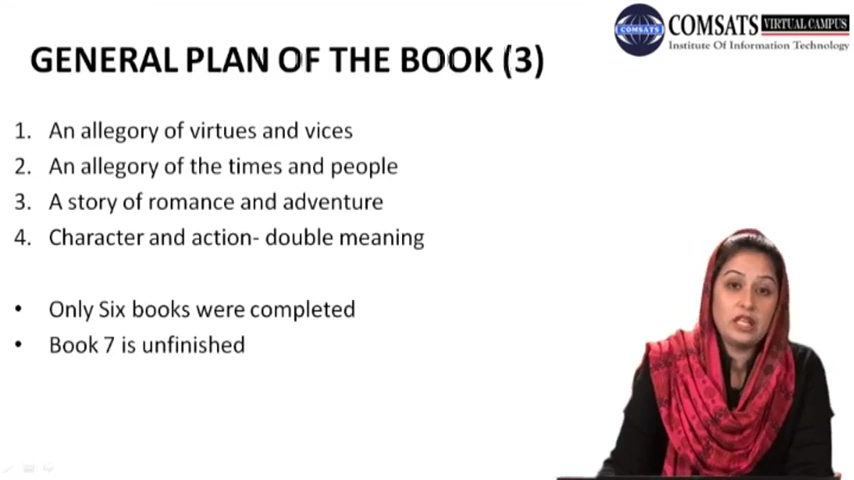 COMSATS VIRTUAL CAMPUS
COMSATS
Institute Of Information Technology
GENERAL PLAN OF THE BOOK (3)
1. An allegory of virtues and vices
2. An allegory of the times and people
3. A story of romance and adventure
4. Character and action- double meaning
• Only Six books were completed
• Book 7 is unfinished